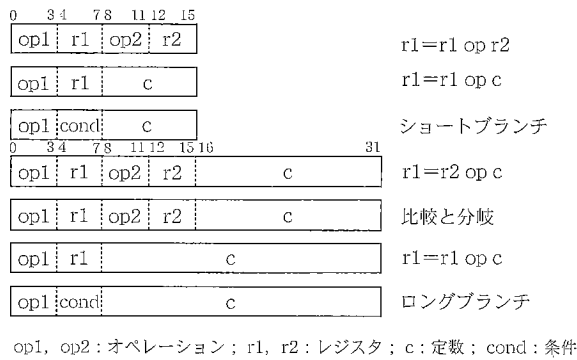 0 3 4 7 8 11 12 15
op1 r1 op2 r2 r1=r1 op r2
op1 r1 c r1=r1 op c
op1 cond c ショートブランチ
0 3 4 7 8 11 12 15 16 31
op1 r1 op2 r2 c r1=r2 op c
op1 r1 op2 r2 c 比較と分岐
op1 r1 c r1=r1 op c
op1 cond c ロングブランチ
op1, op2：オペレーション；r1, r2：レジスタ；c：定数；cond：条件